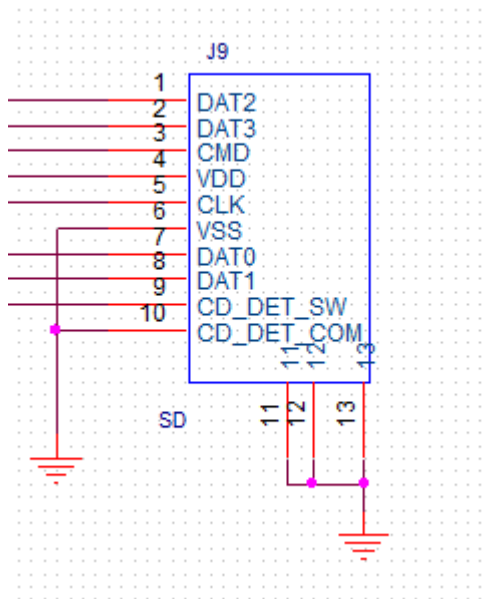 J9
1
DAT2
2
DAT3
3
CMD
4
VDD
5
CLK
6
VSS
7
DAT0
8
DAT1
9
CD_DET_SW
10
CD_DET_COM
11
12
13
11
12
13
SD